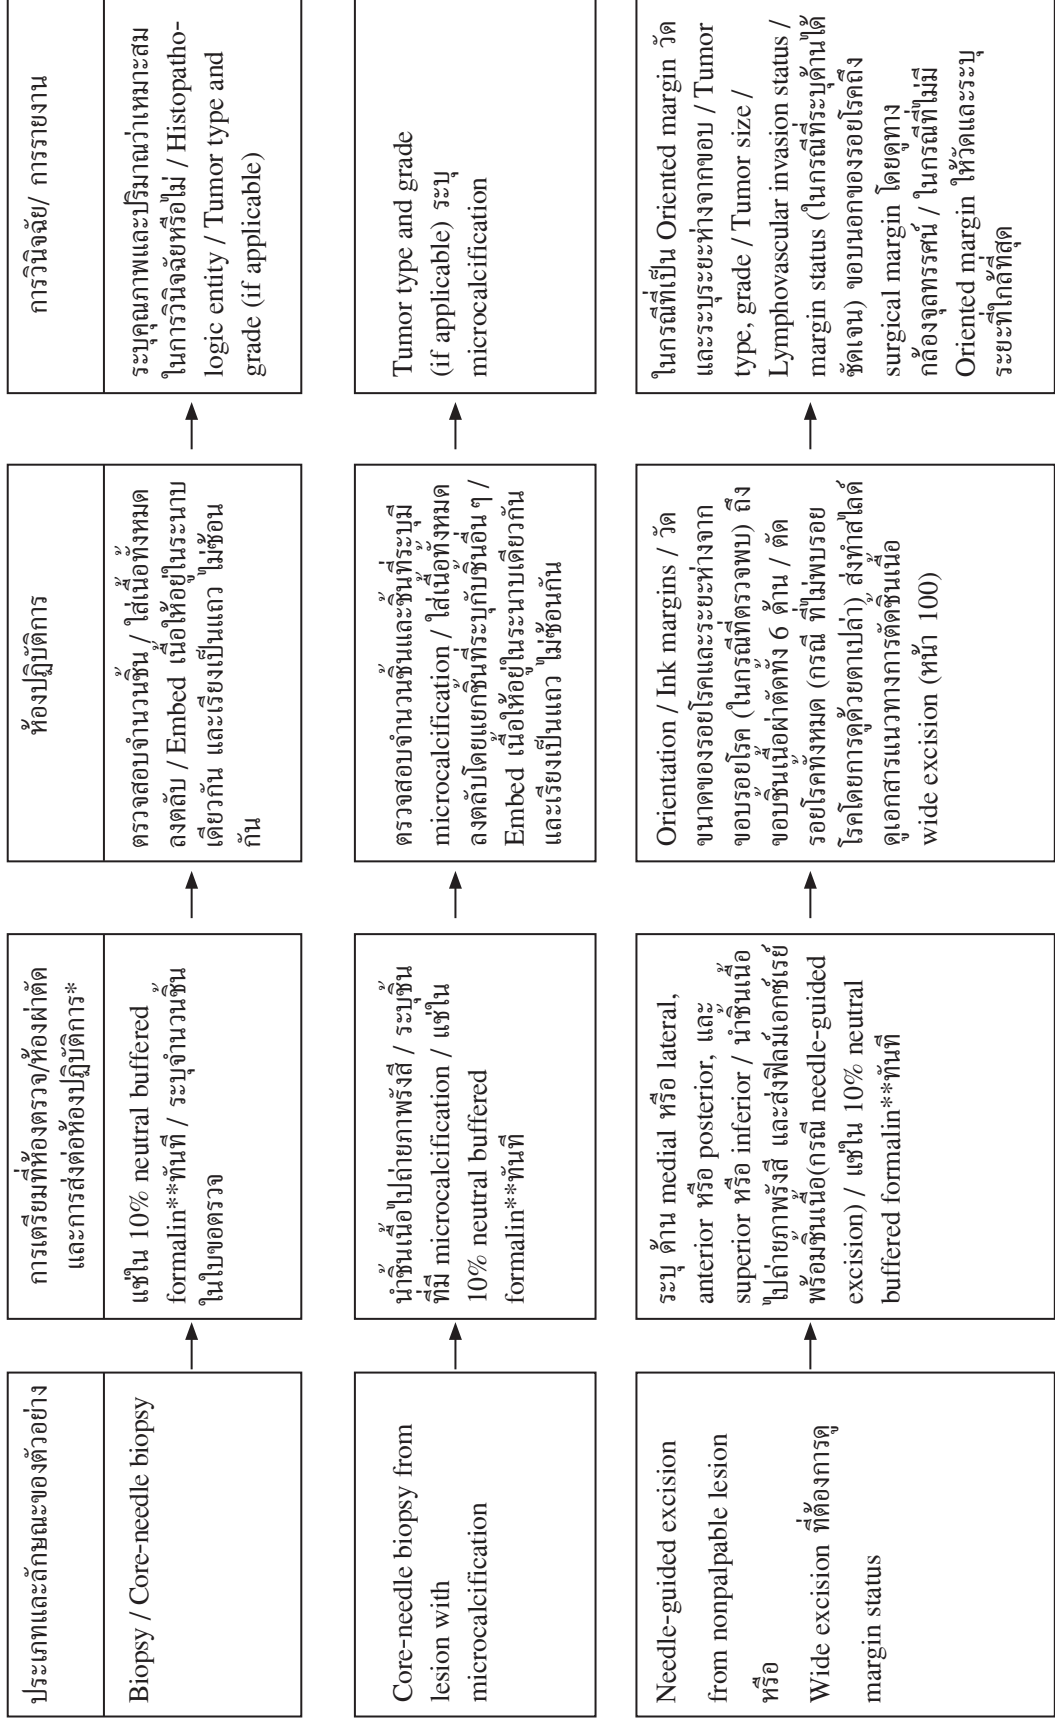 ประเภทและลักษณะของตัวอย่าง
การเตรียมที่ห้องตรวจ/ห้องผ่าตัด
และการส่งต่อห้องปฏิบัติการ*
ห้องปฏิบัติการ
การวินิจฉัย/ การรายงาน
Biopsy / Core-needle biopsy
แช่ใน 10% neutral buffered
formalin**ทันที / ระบุจำนวนชิ้น
ในใบขอตรวจ
ตรวจสอบจำนวนชิ้น / ใส่เนื้อทั้งหมด
ลงตลับ / Embed เนื้อให้อยู่ในระนาบ
เดียวกัน และเรียงเป็นแถว ไม่ซ้อน
กัน
ระบุคุณภาพและปริมาณว่าเหมาะสม
ในการวินิจฉัยหรือไม่ / Histopatho-
logic entity / Tumor type and
grade (if applicable)
Core-needle biopsy from
lesion with
microcalcification
นำชิ้นเนื้อไปถ่ายภาพรังสี / ระบุชิ้น
ที่มี microcalcification / แช่ใน
10% neutral buffered
formalin**ทันที
ตรวจสอบจำนวนชิ้นและชิ้นที่ระบุมี
microcalcification / ใส่เนื้อทั้งหมด
ลงตลับโดยแยกชิ้นที่ระบุกับชิ้นอื่น ๆ /
Embed เนื้อให้อยู่ในระนาบเดียวกัน
และเรียงเป็นแถว ไม่ซ้อนกัน
Tumor type and grade
(if applicable) ระบุ
microcalcification
Needle-guided excision
from nonpalpable lesion
หรือ
Wide excision ที่ต้องการดู
margin status
ระบุ ด้าน medial หรือ lateral,
anterior หรือ posterior, และ
superior หรือ inferior / นำชิ้นเนื้อ
ไปถ่ายภาพรังสี และส่งฟิลม์เอกซ์เรย์
พร้อมชิ้นเนื้อ(กรณี needle-guided
excision) / แช่ใน 10% neutral
buffered formalin**ทันที
Orientation / Ink margins / วัด
ขนาดของรอยโรคและระยะห่างจาก
ขอบรอยโรค (ในกรณีที่ตรวจพบ) ถึง
ขอบชิ้นเนื้อผ่าตัดทั้ง 6 ด้าน / ตัด
รอยโรคทั้งหมด (กรณี ที่ไม่พบรอย
โรคโดยการดูด้วยตาเปล่า) ส่งทำสไลด์
ดูเอกสารแนวทางการตัดชิ้นเนื้อ
wide excision (หน้า 100)
ในกรณีที่เป็น Oriented margin วัด
และระบุระยะห่างจากขอบ / Tumor
type, grade / Tumor size /
Lymphovascular invasion status /
margin status (ในกรณีที่ระบุด้านได้
ชัดเจน) ขอบนอกของรอยโรคถึง
surgical margin โดยดูทาง
กล้องจุลทรรศน์ / ในกรณีที่ไม่มี
Oriented margin ให้วัดและระบุ
ระยะที่ใกล้ที่สุด